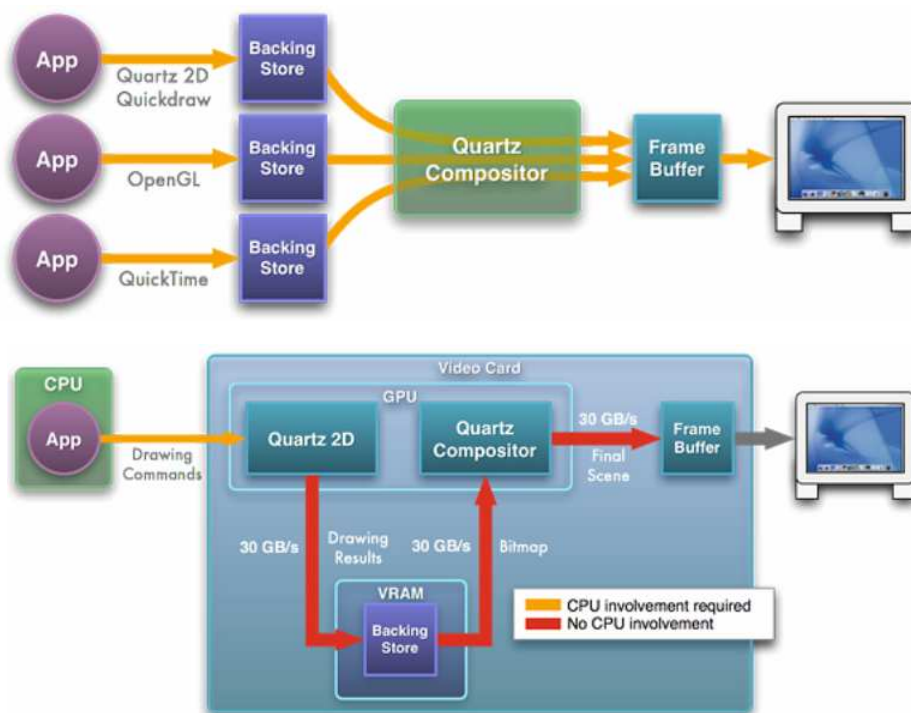 App
Quartz 2D
Quickdraw
Backing
Store
App
OpenGL
Backing
Store
App
QuickTime
Backing
Store
Quartz
Compositor
Frame
Buffer
Video Card
CPU
App
Drawing
Commands
GPU
Quartz 2D
Quartz
Compositor
30 GB/s
Final
Scene
Frame
Buffer
30 GB/s
Drawing
Results
30 GB/s
Bitmap
VRAM
Backing
Store
CPU involvement required
No CPU involvement